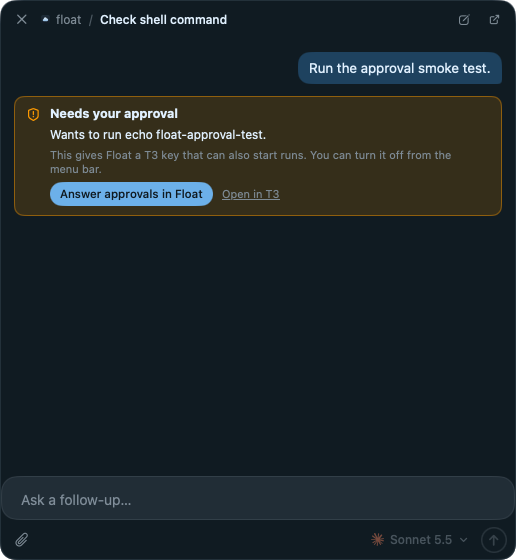 float / Check shell command
Run the approval smoke test.
Needs your approval
Wants to run echo float-approval-test.
This gives Float a T3 key that can also start runs. You can turn it off from the
menu bar.
Answer approvals in Float Open in T3
Ask a follow-up...
Sonnet 5.5